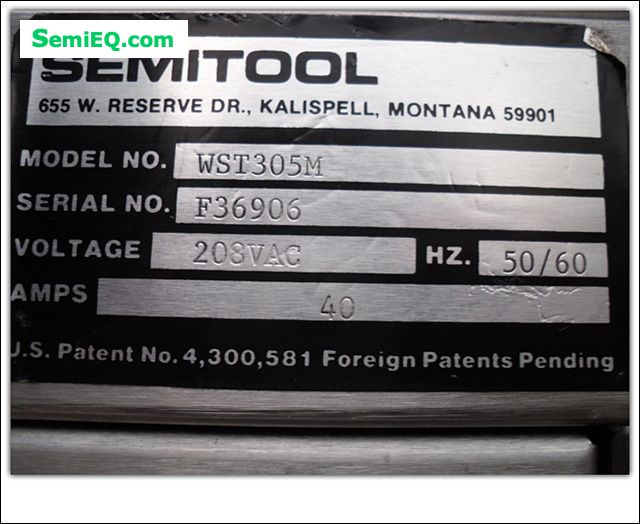 SemiEQ.com
SEMITOOL
655 W. RESERVE DR., KALISPELL, MONTANA 59901
MODEL NO. WST305M
SERIAL NO. F36906
VOLTAGE 208VAC HZ. 50/60
AMPS 40
U.S. Patent No. 4,300,581 Foreign Patents Pending